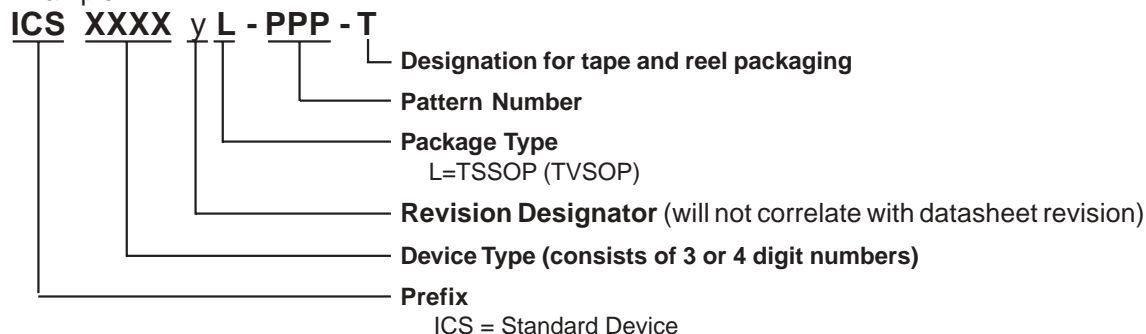 ICS XXXX y L - PPP - T
Designation for tape and reel packaging
Pattern Number
Package Type
L=TSSOP (TVSOP)
Revision Designator (will not correlate with datasheet revision)
Device Type (consists of 3 or 4 digit numbers)
Prefix
ICS = Standard Device